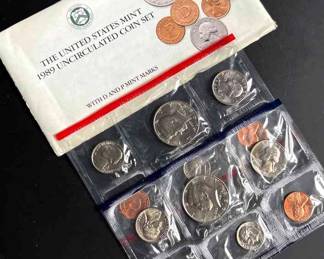 THE UNITED STATES MINT
1989 UNCIRCULATED COIN SET
WITH D AND P MINT MARKS